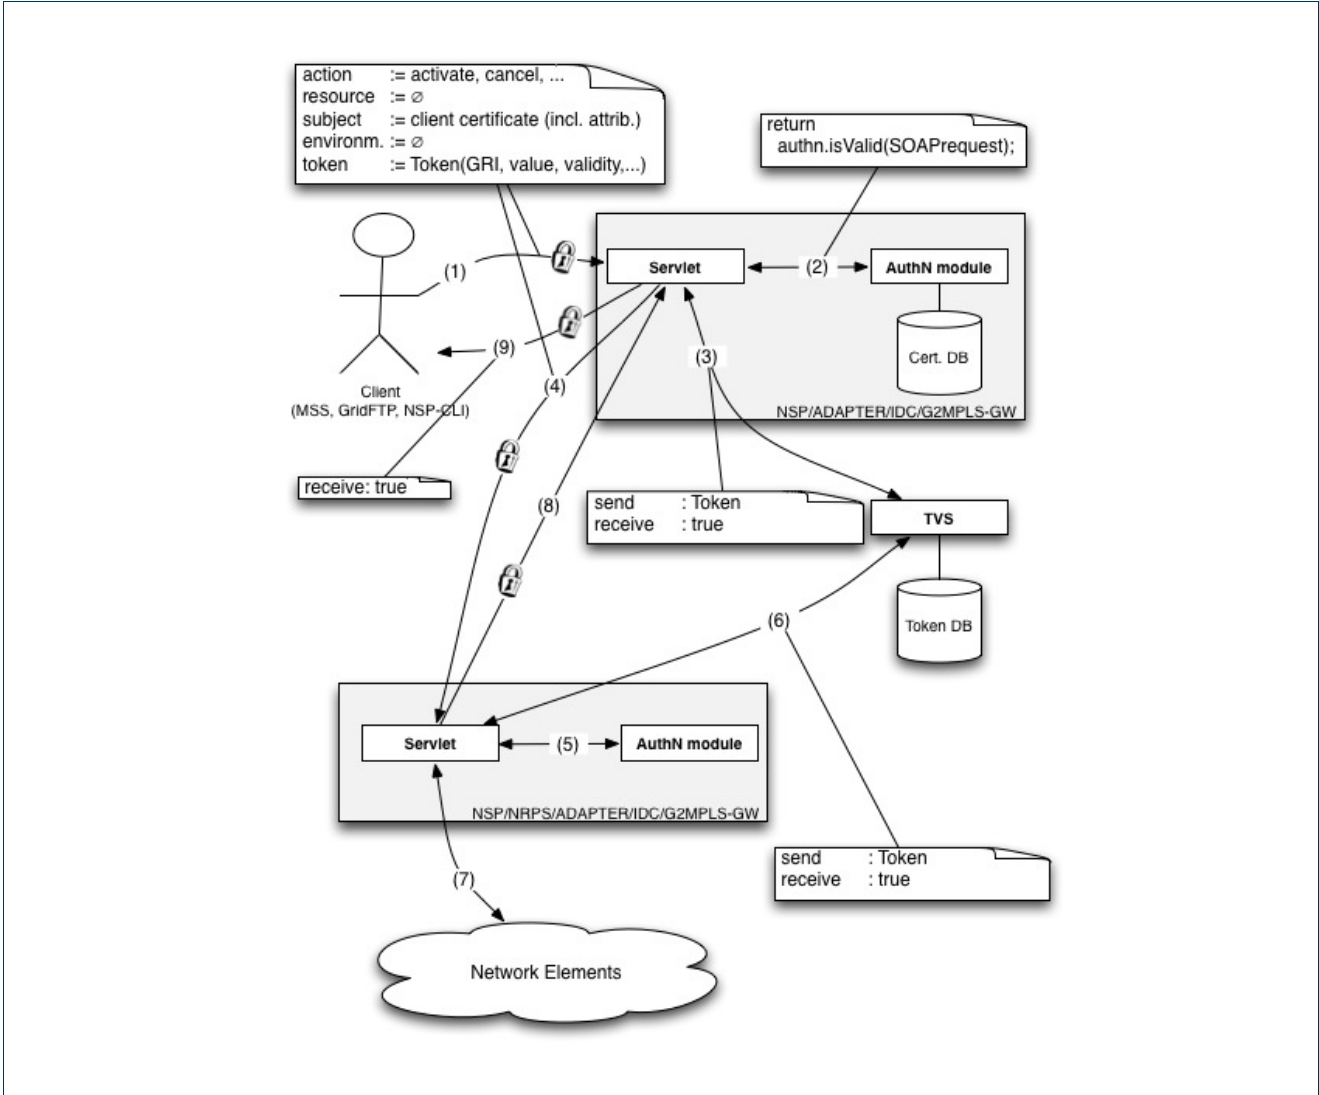 action := activate, cancel, ...
resource := ∅
subject := client certificate (incl. attrib.)
environm. := ∅
token := Token(GRI, value, validity,...)
return
authn.isValid(SOAPrequest);
(1)
Servlet
(2)
AuthN module
Cert. DB
NSP/ADAPTER/IDC/G2MPLS-GW
(3)
(9)
(4)
Client
(MSS, GridFTP, NSP-CLI)
receive: true
(8)
send : Token
receive : true
TVS
Token DB
(6)
Servlet
(5)
AuthN module
NSP/NRPS/ADAPTER/IDC/G2MPLS-GW
send : Token
receive : true
(7)
Network Elements